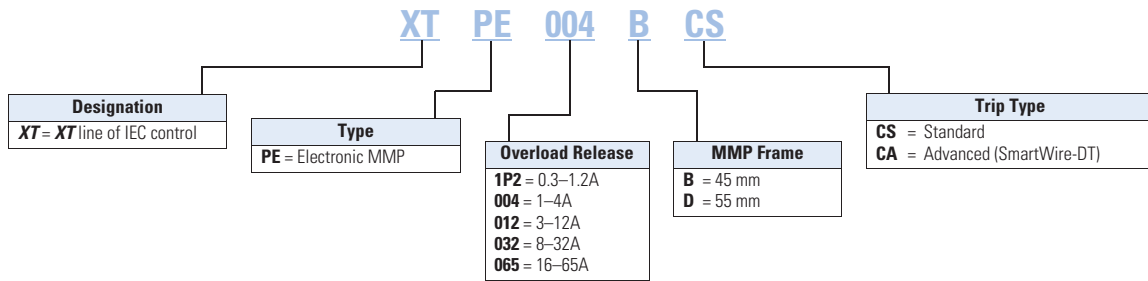 XT PE 004 B CS
Designation
XT = XT line of IEC control
Type
PE = Electronic MMP
Overload Release
1P2 = 0.3–1.2A
004 = 1–4A
012 = 3–12A
032 = 8–32A
065 = 16–65A
MMP Frame
B = 45 mm
D = 55 mm
Trip Type
CS = Standard
CA = Advanced (SmartWire-DT)